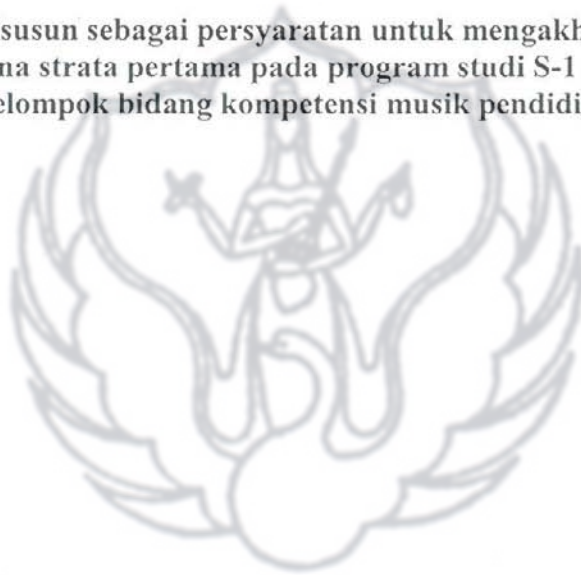 susun sebagai persyaratan untuk mengakh
na strata pertama pada program studi S-1
elompok bidang kompetensi musik pendidi